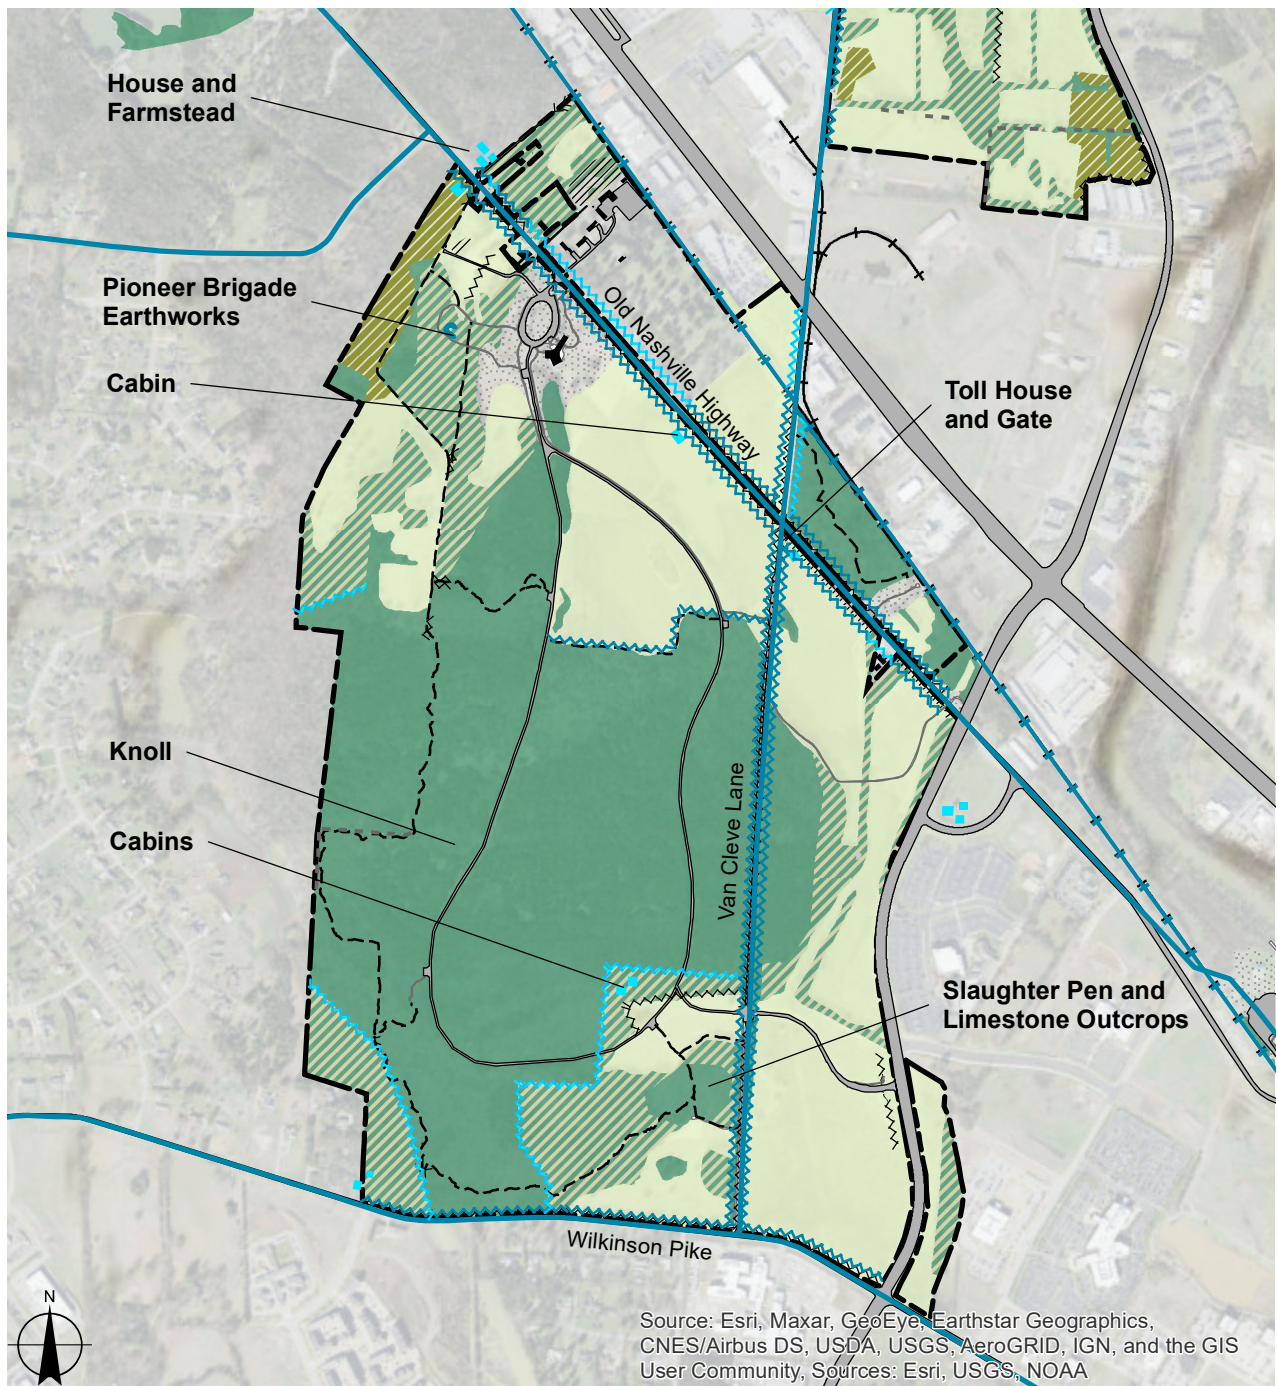 House and
Farmstead
Pioneer Brigade
Earthworks
Cabin
Old Nashville Highway
Toll House
and Gate
Knoll
Cabins
Van Cleve Lane
Slaughter Pen and
Limestone Outcrops
Wilkinson Pike
N
Source: Esri, Maxar, GeoEye, Earthstar Geographics,
CNES/Airbus DS, USDA, USGS, AeroGRID, IGN, and the GIS
User Community, Sources: Esri, USGS, NOAA